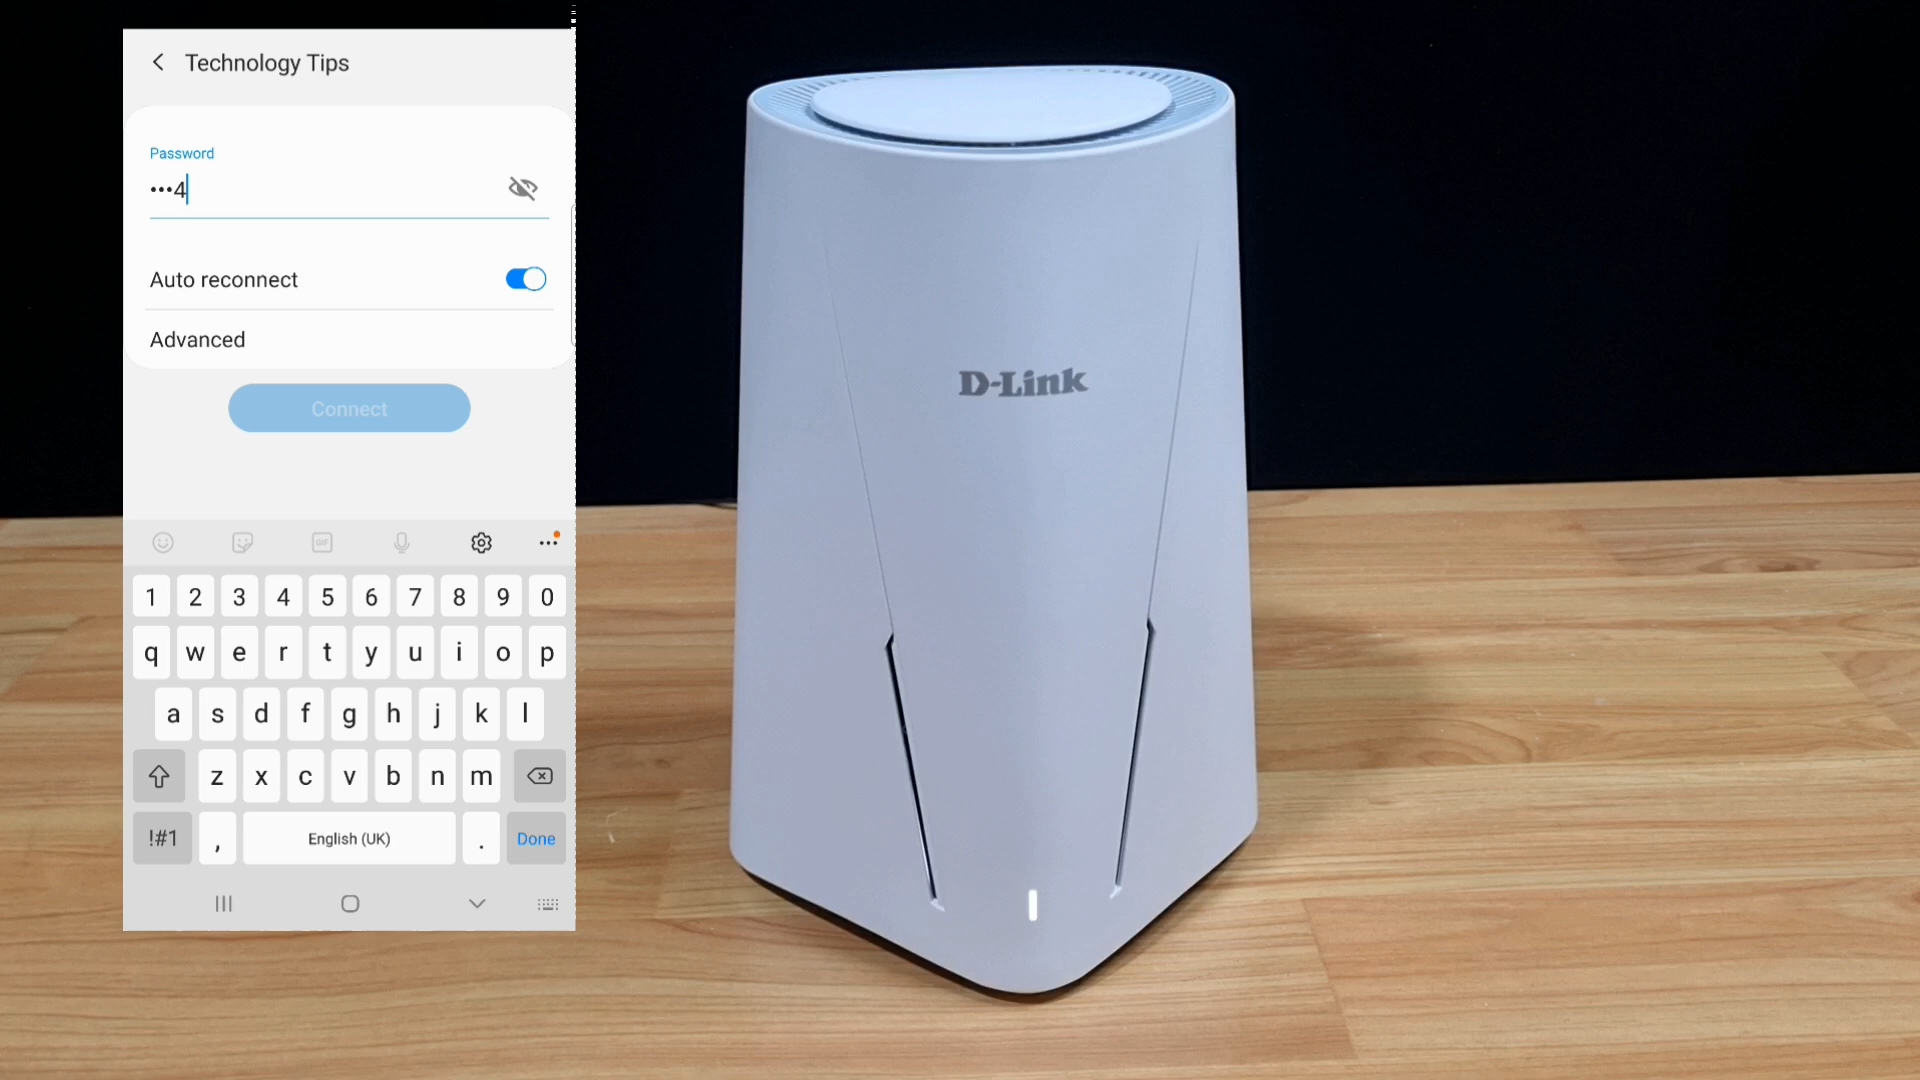 Technology Tips
Password
•••4
Auto reconnect
Advanced
Connect
GIF
1 2 3 4 5 6 7 8 9 0
q w e r t y u i o p
a s d f g h j k l
z x c v b n m
!#1 , English (UK) . Done
D-Link